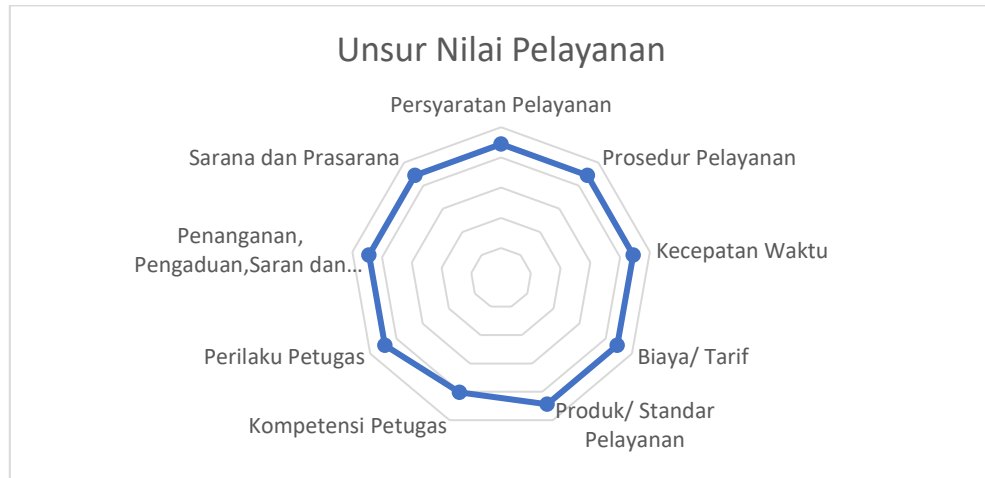 Unsur Nilai Pelayanan
Persyaratan Pelayanan
Prosedur Pelayanan
Kecepatan Waktu
Biaya/ Tarif
Produk/ Standar
Pelayanan
Kompetensi Petugas
Perilaku Petugas
Penanganan,
Pengaduan,Saran dan…
Sarana dan Prasarana